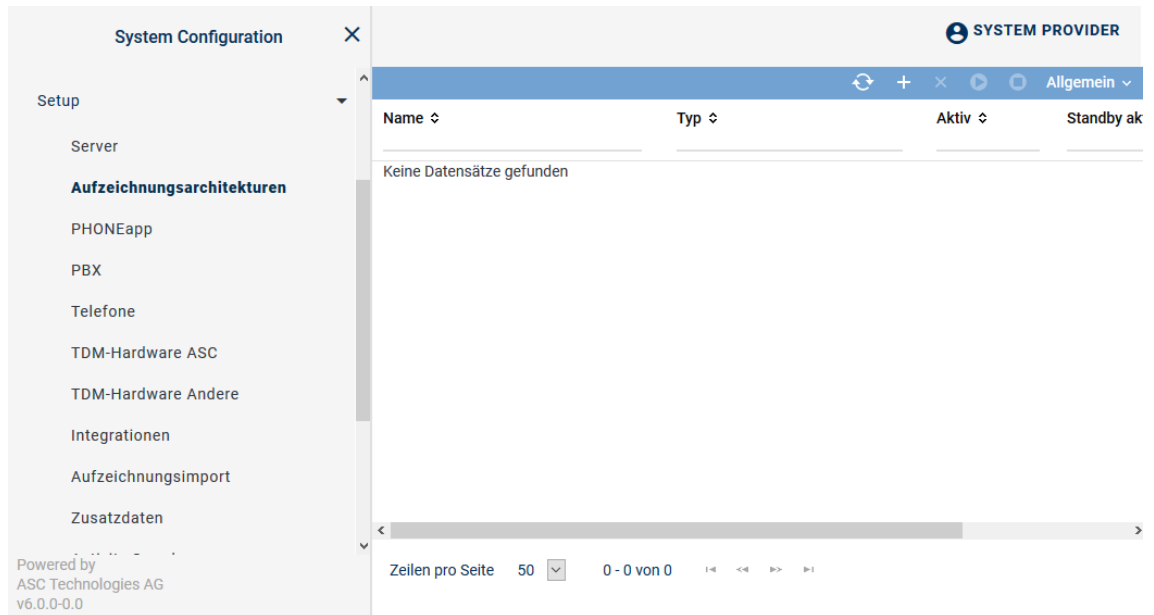 System Configuration
SYSTEM PROVIDER
Allgemein
Setup
Server
Aufzeichnungsarchitekturen
PHONEapp
PBX
Telefone
TDM-Hardware ASC
TDM-Hardware Andere
Integrationen
Aufzeichnungsimport
Zusatzdaten
Powered by
ASC Technologies AG
v6.0.0-0.0
Name Typ Aktiv Standby ak
Keine Datensätze gefunden
Zeilen pro Seite 50 0 - 0 von 0